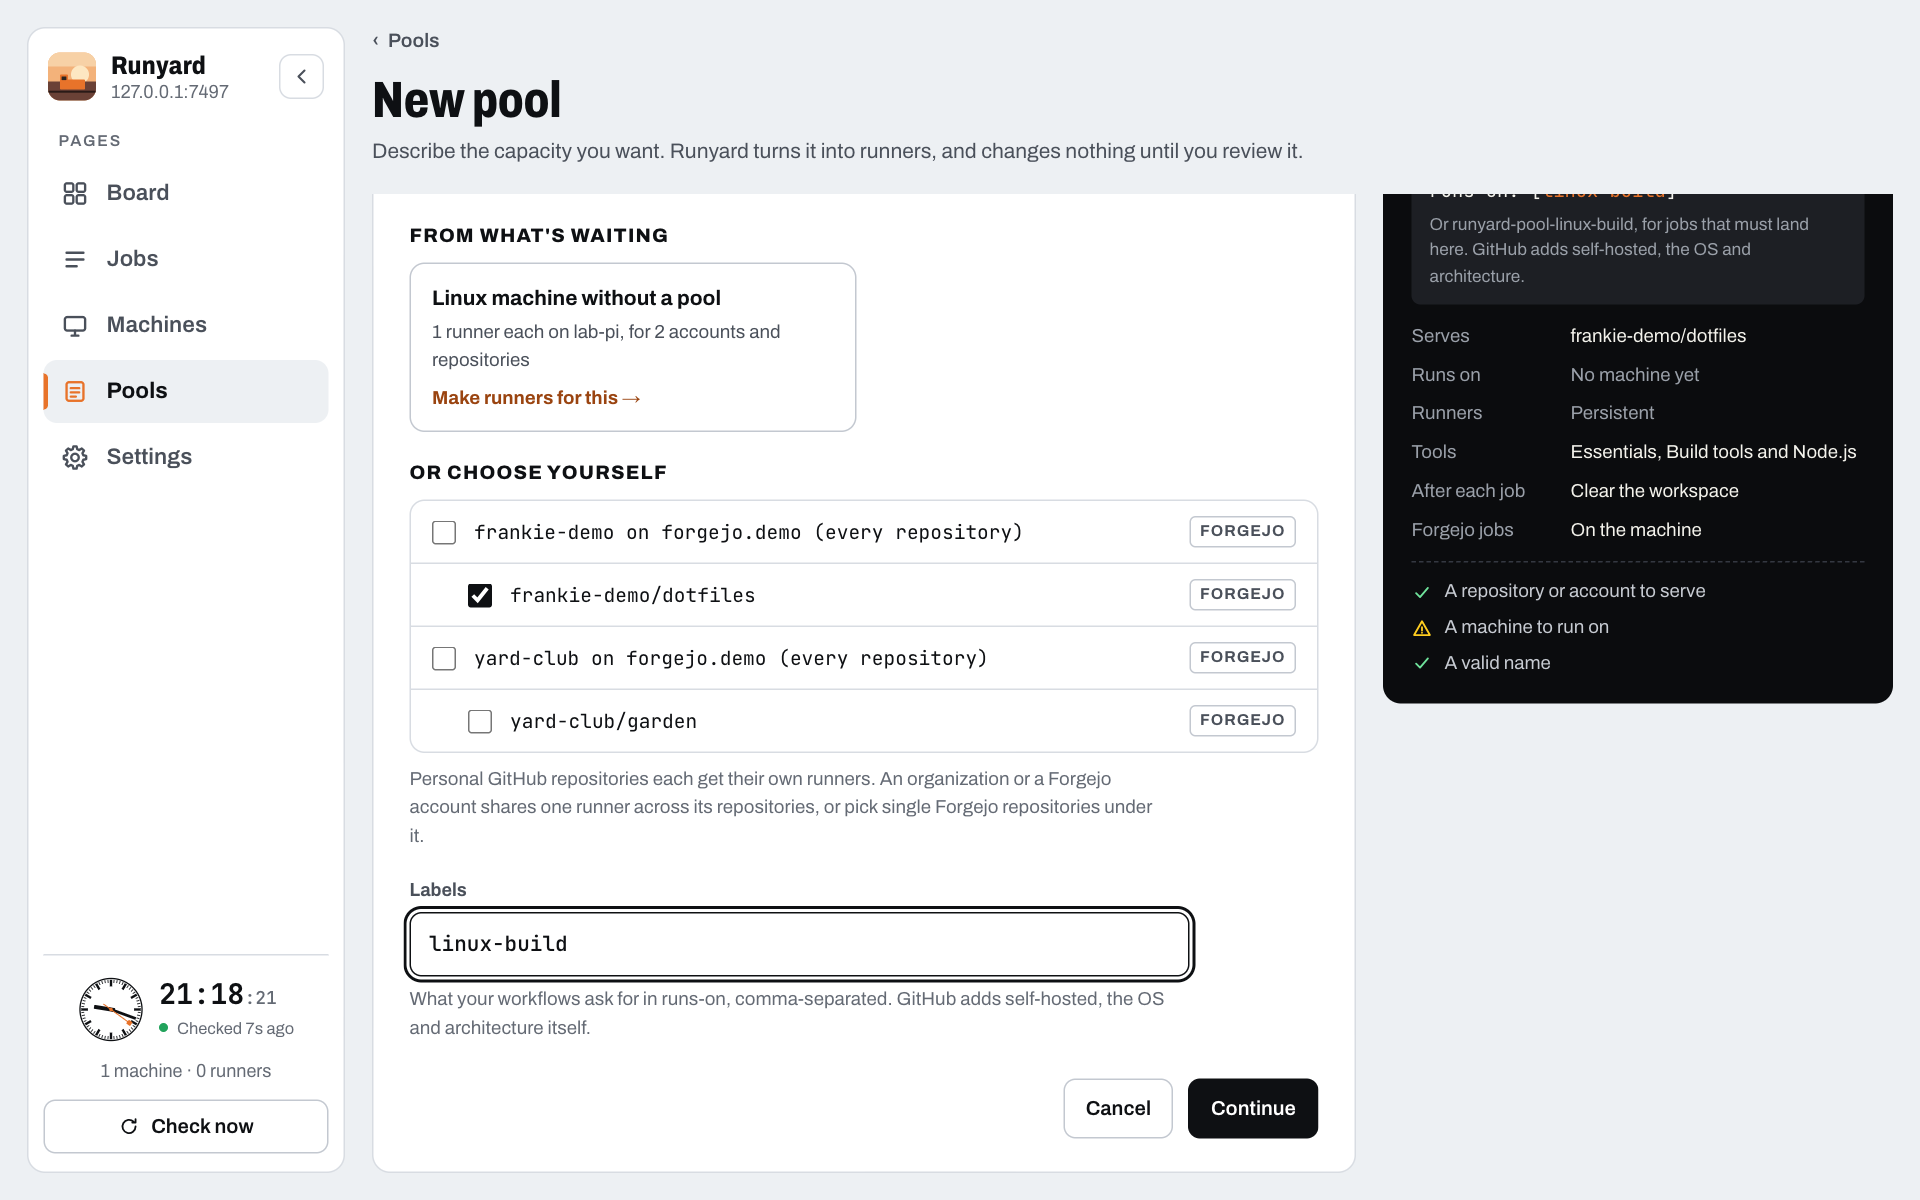 Runyard
127.0.0.1:7497
PAGES
Board
Jobs
Machines
Pools
Settings
21:18:21
Checked 7s ago
1 machine · 0 runners
Check now
‹ Pools
New pool
Describe the capacity you want. Runyard turns it into runners, and changes nothing until you review it.
FROM WHAT'S WAITING
Linux machine without a pool
1 runner each on lab-pi, for 2 accounts and
repositories
Make runners for this →
OR CHOOSE YOURSELF
frankie-demo on forgejo.demo (every repository) FORGEJO
frankie-demo/dotfiles FORGEJO
yard-club on forgejo.demo (every repository) FORGEJO
yard-club/garden FORGEJO
Personal GitHub repositories each get their own runners. An organization or a Forgejo
account shares one runner across its repositories, or pick single Forgejo repositories under
it.
Labels
linux-build
What your workflows ask for in runs-on, comma-separated. GitHub adds self-hosted, the OS
and architecture itself.
Cancel
Continue
runs-on: [linux-build]
Or runyard-pool-linux-build, for jobs that must land
here. GitHub adds self-hosted, the OS and
architecture.
Serves frankie-demo/dotfiles
Runs on No machine yet
Runners Persistent
Tools Essentials, Build tools and Node.js
After each job Clear the workspace
Forgejo jobs On the machine
A repository or account to serve
A machine to run on
A valid name